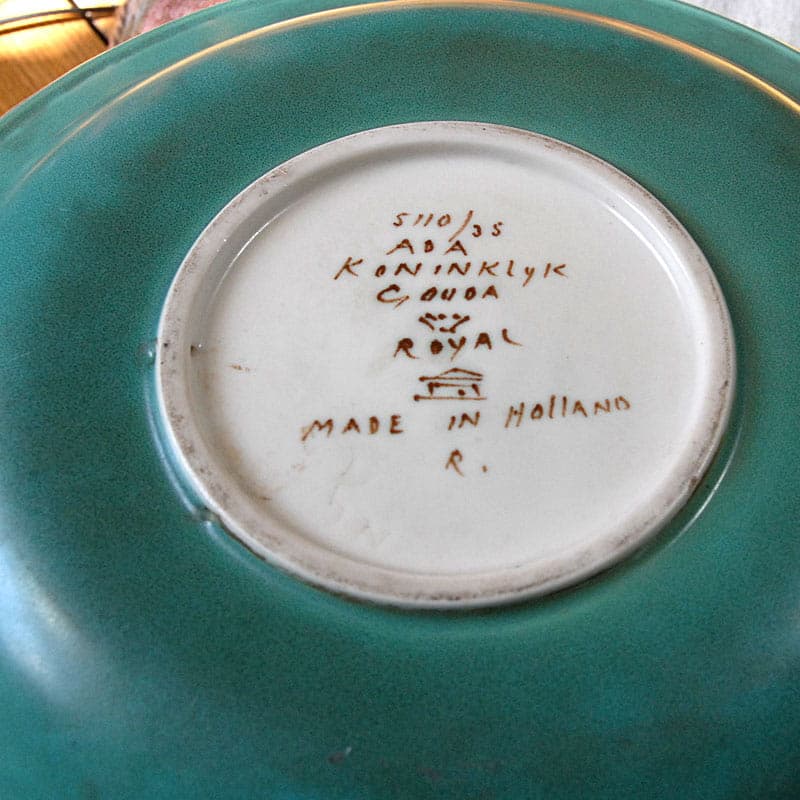 5110/35
ADA
KONINKLYK
GOUDA
ROYAL
MADE IN HOLLAND
R.